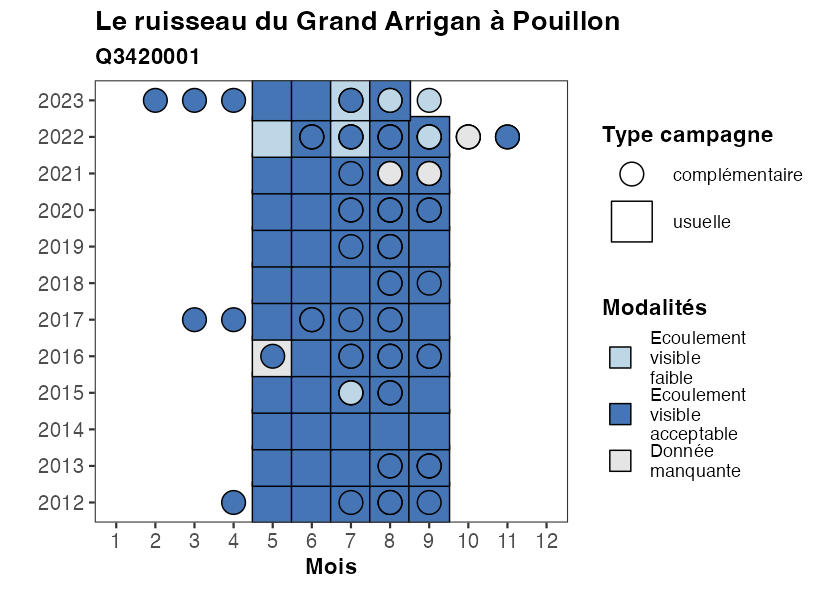 Le ruisseau du Grand Arrigan à Pouillon
Q3420001
2023
2022
2021
2020
2019
2018
2017
2016
2015
2014
2013
2012
1 2 3 4 5 6 7 8 9 10 11 12
Mois
Type campagne
complémentaire
usuelle
Modalités
Ecoulement
visible
faible
Ecoulement
visible
acceptable
Donnée
manquante